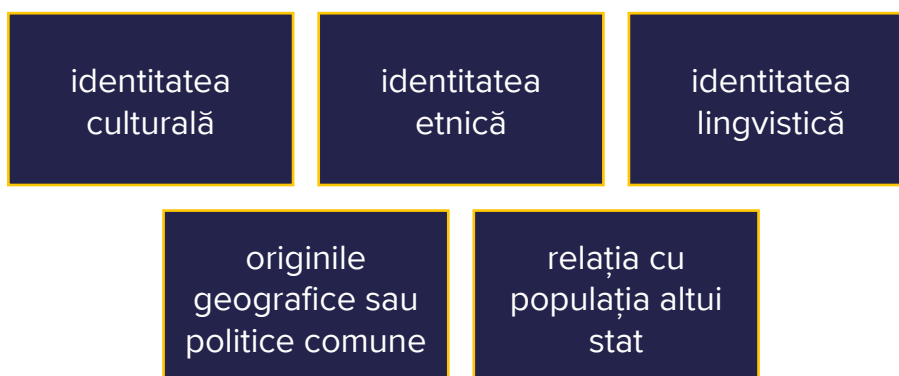 identitatea
culturală
identitatea
etnică
identitatea
lingvistică
originile
geografice sau
politice comune
relația cu
populația altui
stat